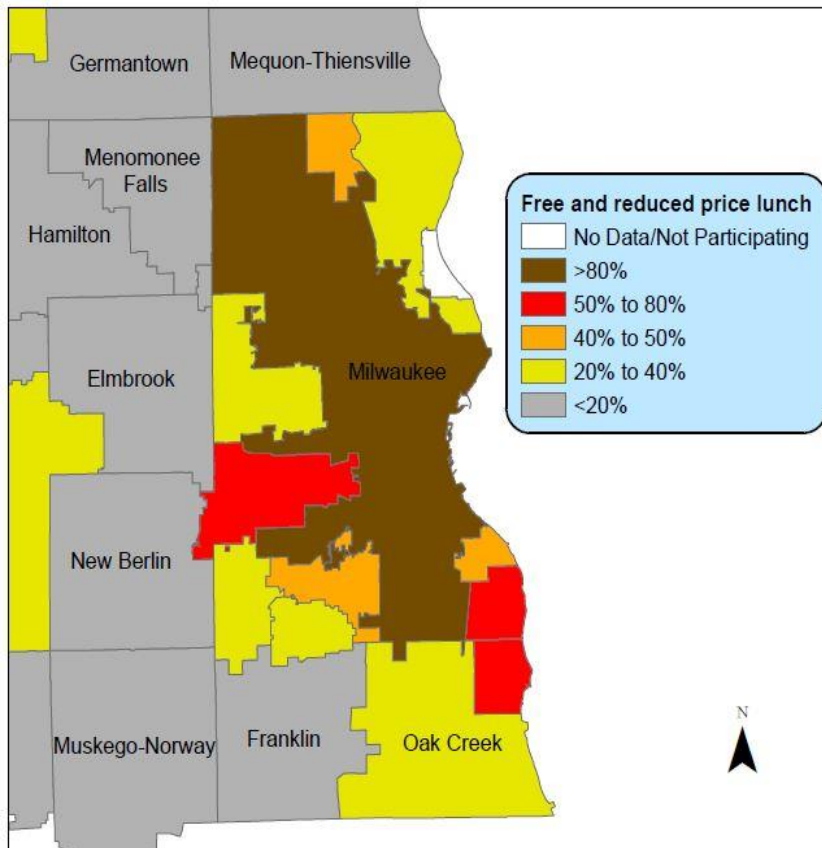 Germantown
Mequon-Thiensville
Menomonee
Falls
Hamilton
Free and reduced price lunch
No Data/Not Participating
>80%
50% to 80%
40% to 50%
20% to 40%
<20%
Elmbrook
Milwaukee
New Berlin
Muskego-Norway
Franklin
Oak Creek
N